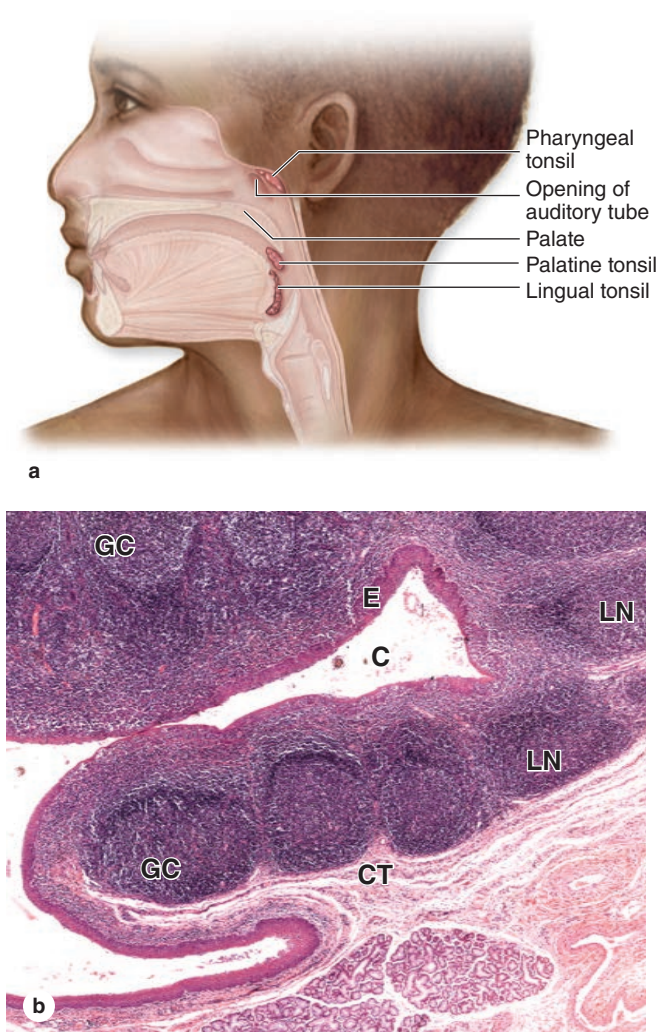 Pharyngeal
tonsil
Opening of
auditory tube
Palate
Palatine tonsil
Lingual tonsil
a
GC
E
LN
C
LN
GC
CT
b